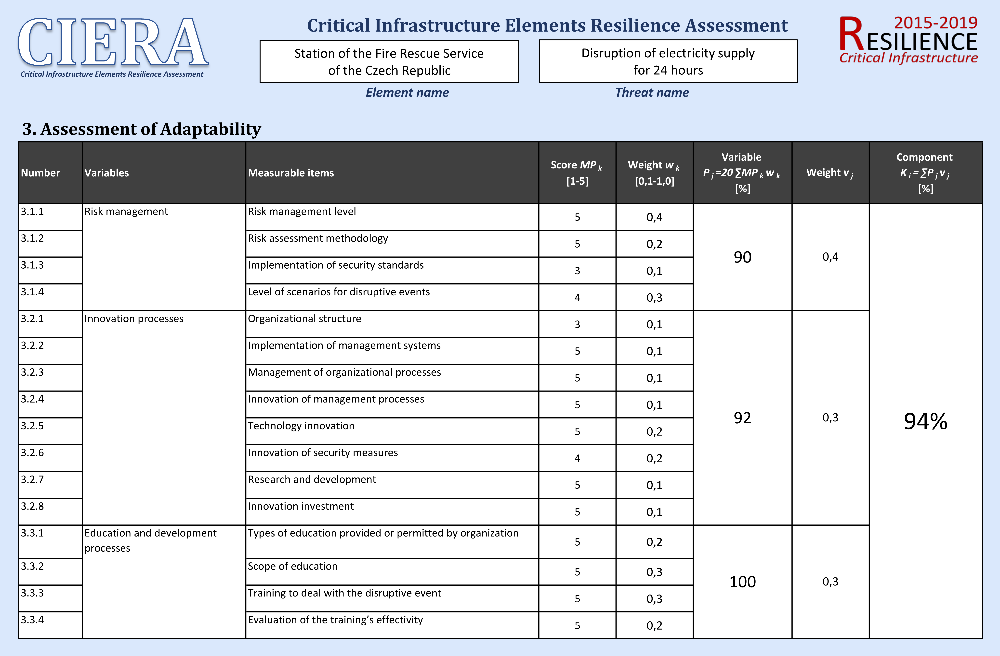 CIERA
Critical Infrastructure Elements Resilience Assessment
Critical Infrastructure Elements Resilience Assessment
Station of the Fire Rescue Service
of the Czech Republic
Element name
Disruption of electricity supply
for 24 hours
Threat name
2015-2019
RESILIENCE
Critical Infrastructure
3. Assessment of Adaptability
Number Variables Measurable items Score MP k [1-5] Weight w k [0,1-1,0] Variable P j =20 ∑MP k w k [%] Weight v j Component K i = ∑P j v j [%]
3.1.1 Risk management Risk management level 5 0,4 90 0,4 94%
3.1.2 Risk assessment methodology 5 0,2
3.1.3 Implementation of security standards 3 0,1
3.1.4 Level of scenarios for disruptive events 4 0,3
3.2.1 Innovation processes Organizational structure 3 0,1 92 0,3
3.2.2 Implementation of management systems 5 0,1
3.2.3 Management of organizational processes 5 0,1
3.2.4 Innovation of management processes 5 0,1
3.2.5 Technology innovation 5 0,2
3.2.6 Innovation of security measures 4 0,2
3.2.7 Research and development 5 0,1
3.2.8 Innovation investment 5 0,1
3.3.1 Education and development processes Types of education provided or permitted by organization 5 0,2 100 0,3
3.3.2 Scope of education 5 0,3
3.3.3 Training to deal with the disruptive event 5 0,3
3.3.4 Evaluation of the training’s effectivity 5 0,2